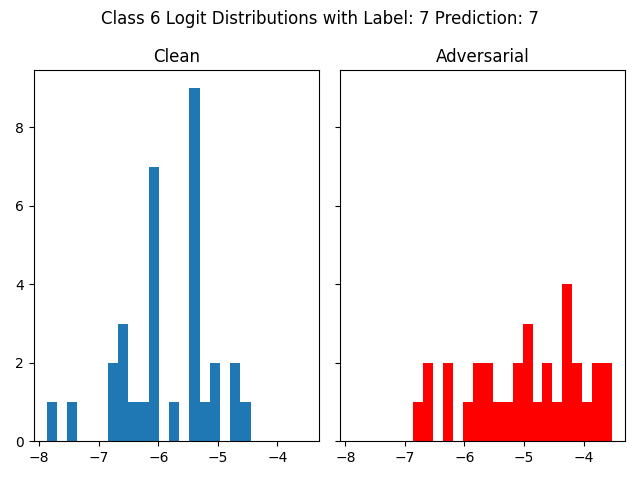 Class 6 Logit Distributions with Label: 7 Prediction: 7
Clean
Adversarial
8
6
4
2
0
−8 −7 −6 −5 −4
−8 −7 −6 −5 −4